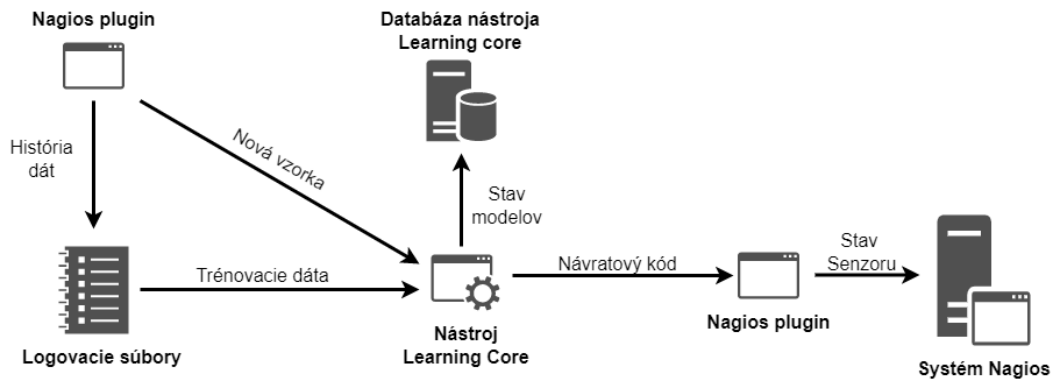 Nagios plugin
Databáza nástroja
Learning core
História
dát
Nová vzorka
Stav
modelov
Trénovacie dáta
Návratový kód
Stav
Senzoru
Logovacie súbory
Nástroj
Learning Core
Nagios plugin
Systém Nagios